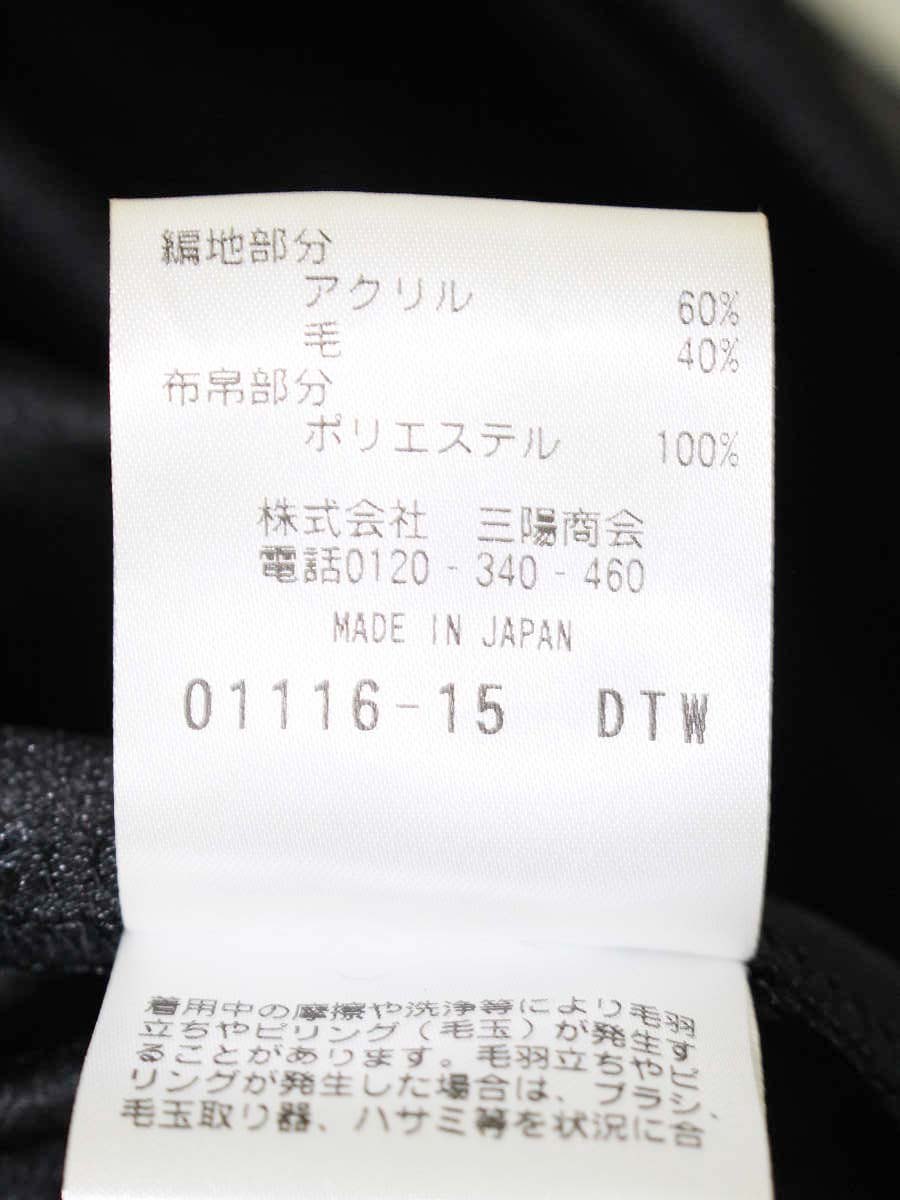 編地部分
アクリル 60%
毛 40%
布帛部分
ポリエステル 100%
株式会社 三陽商会
電話0120-340-460
MADE IN JAPAN
01116-15 DTW
着用中の摩擦や洗浄等により毛羽
立ちやピリング(毛玉)が発生す
ることがあります。毛羽立ちやピ
リングが発生した場合は、ブラシ、
毛玉取り器、ハサミ等を状況に合